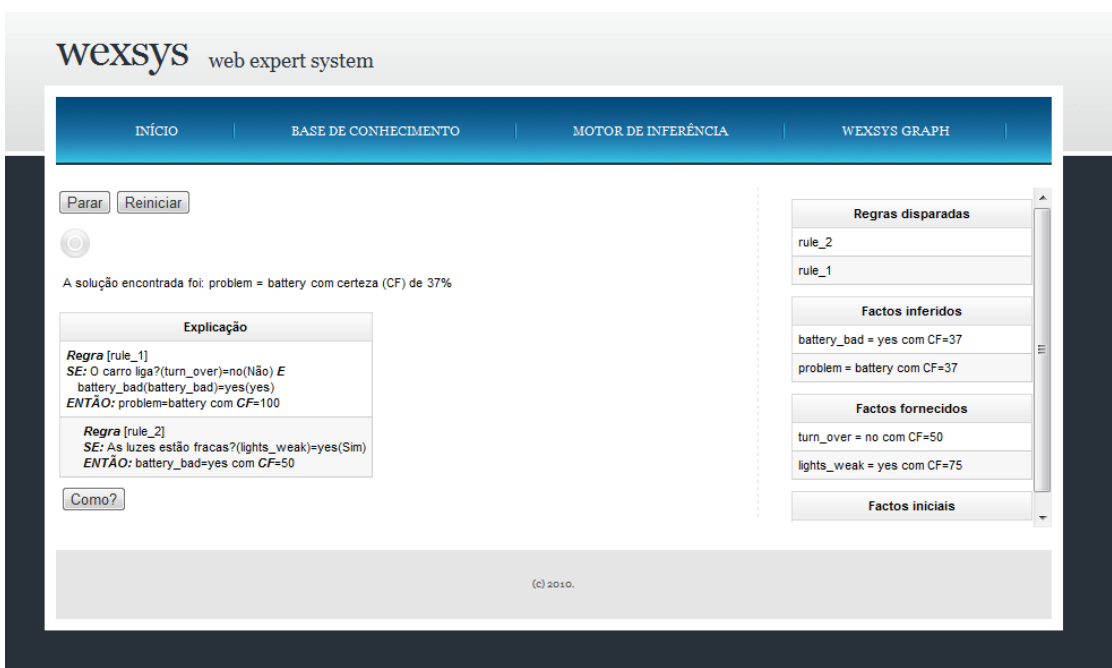 wexsys web expert system
INÍCIO BASE DE CONHECIMENTO MOTOR DE INFERÊNCIA WEXSYS GRAPH
Parar Reiniciar
A solução encontrada foi: problem = battery com certeza (CF) de 37%
Explicação
Regra [rule_1]
SE: O carro liga?(turn_over)=no(Não) E
battery_bad(battery_bad)=yes(yes)
ENTÃO: problem=battery com CF=100
Regra [rule_2]
SE: As luzes estão fracas?(lights_weak)=yes(Sim)
ENTÃO: battery_bad=yes com CF=50
Como?
Regras disparadas
rule_2
rule_1
Factos inferidos
battery_bad = yes com CF=37
problem = battery com CF=37
Factos fornecidos
turn_over = no com CF=50
lights_weak = yes com CF=75
Factos iniciais
(c) 2010.